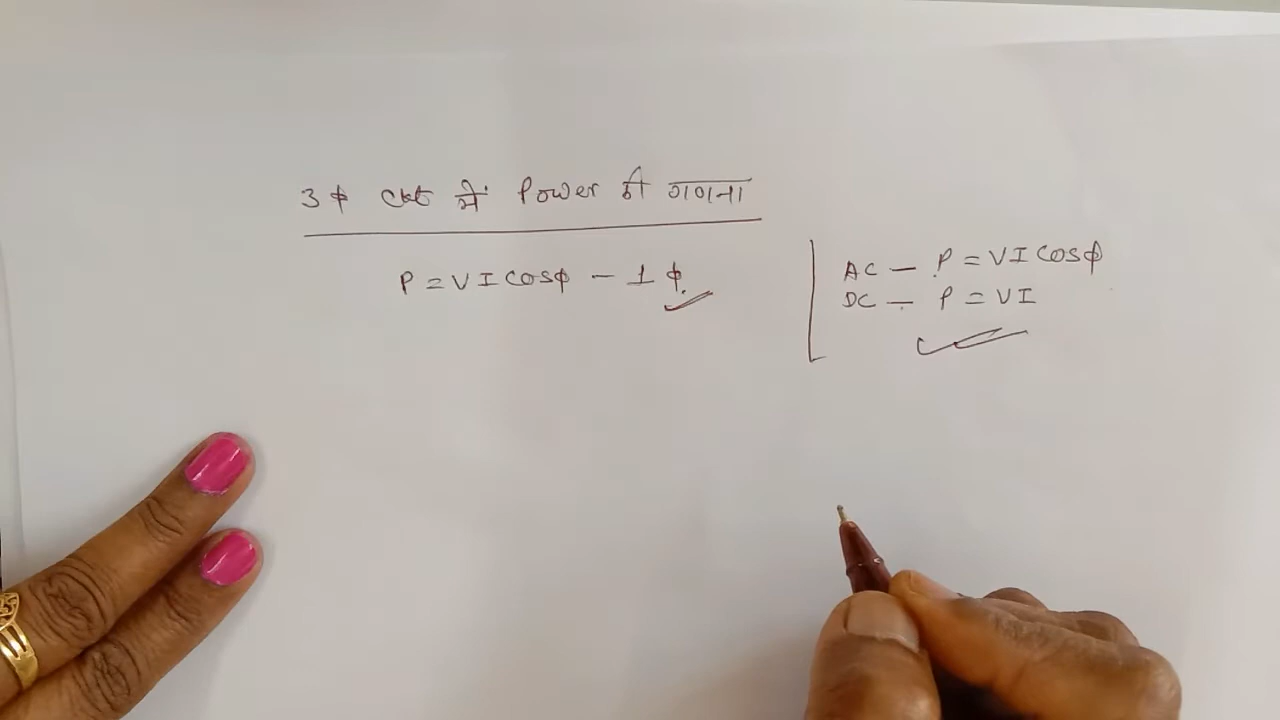 3ϕ Ckt में Power की गणना
P = VI cosϕ – 1ϕ
AC – P = VI cosϕ
DC – P = VI